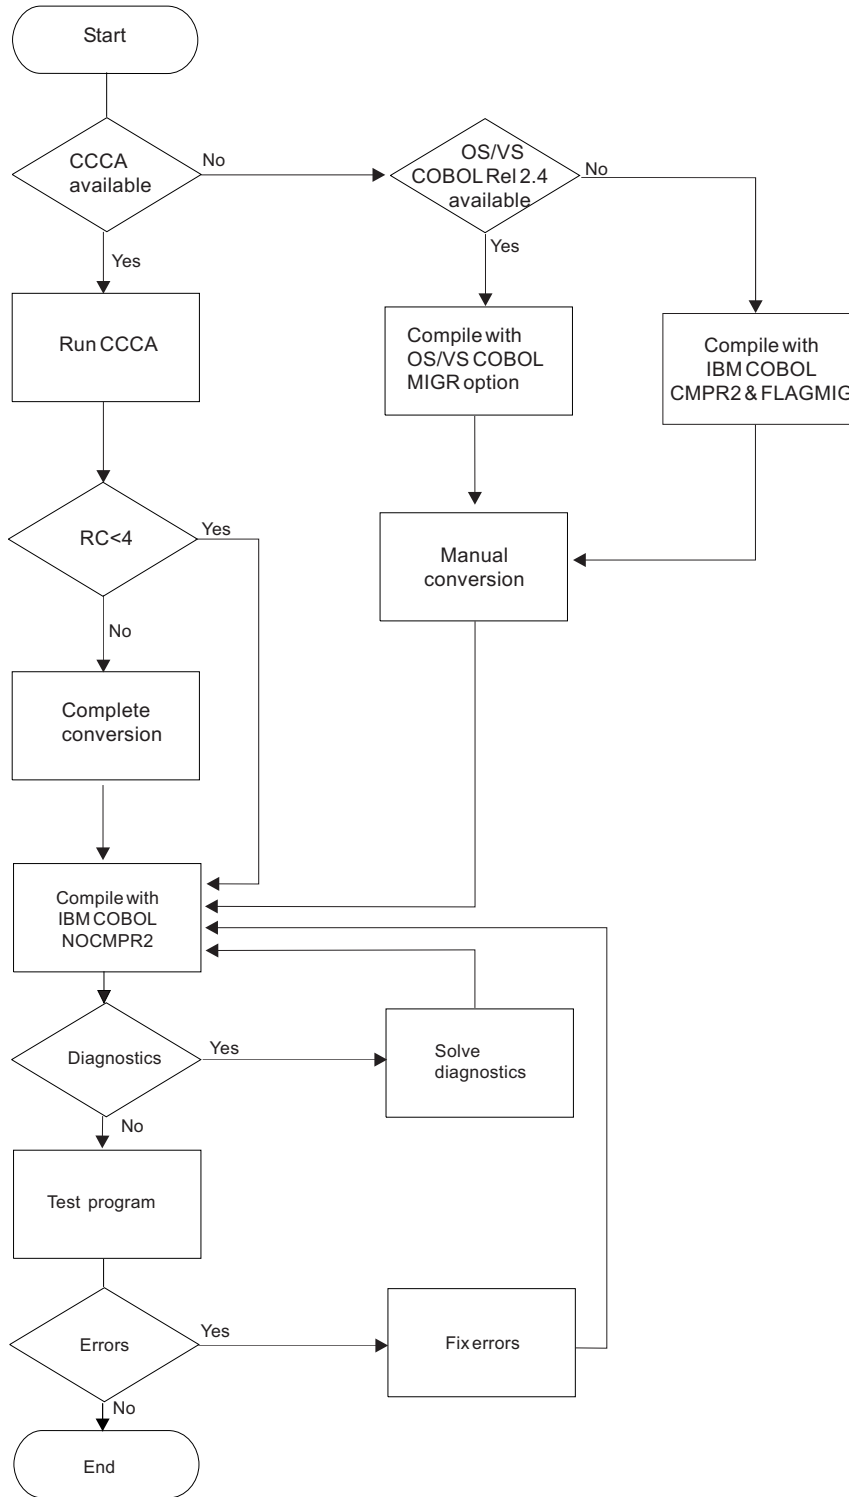 Start
CCCA
available
No
OS/VS
COBOL Rel 2.4
available
No
Yes
Yes
Run CCCA
Compile with
OS/VS COBOL
MIGR option
Compile with
IBM COBOL
CMPR2 & FLAGMIG
RC<4
Yes
Manual
conversion
No
Complete
conversion
Compile with
IBM COBOL
NOCMPR2
Diagnostics
Yes
Solve
diagnostics
No
Test program
Errors
Yes
Fix errors
No
End